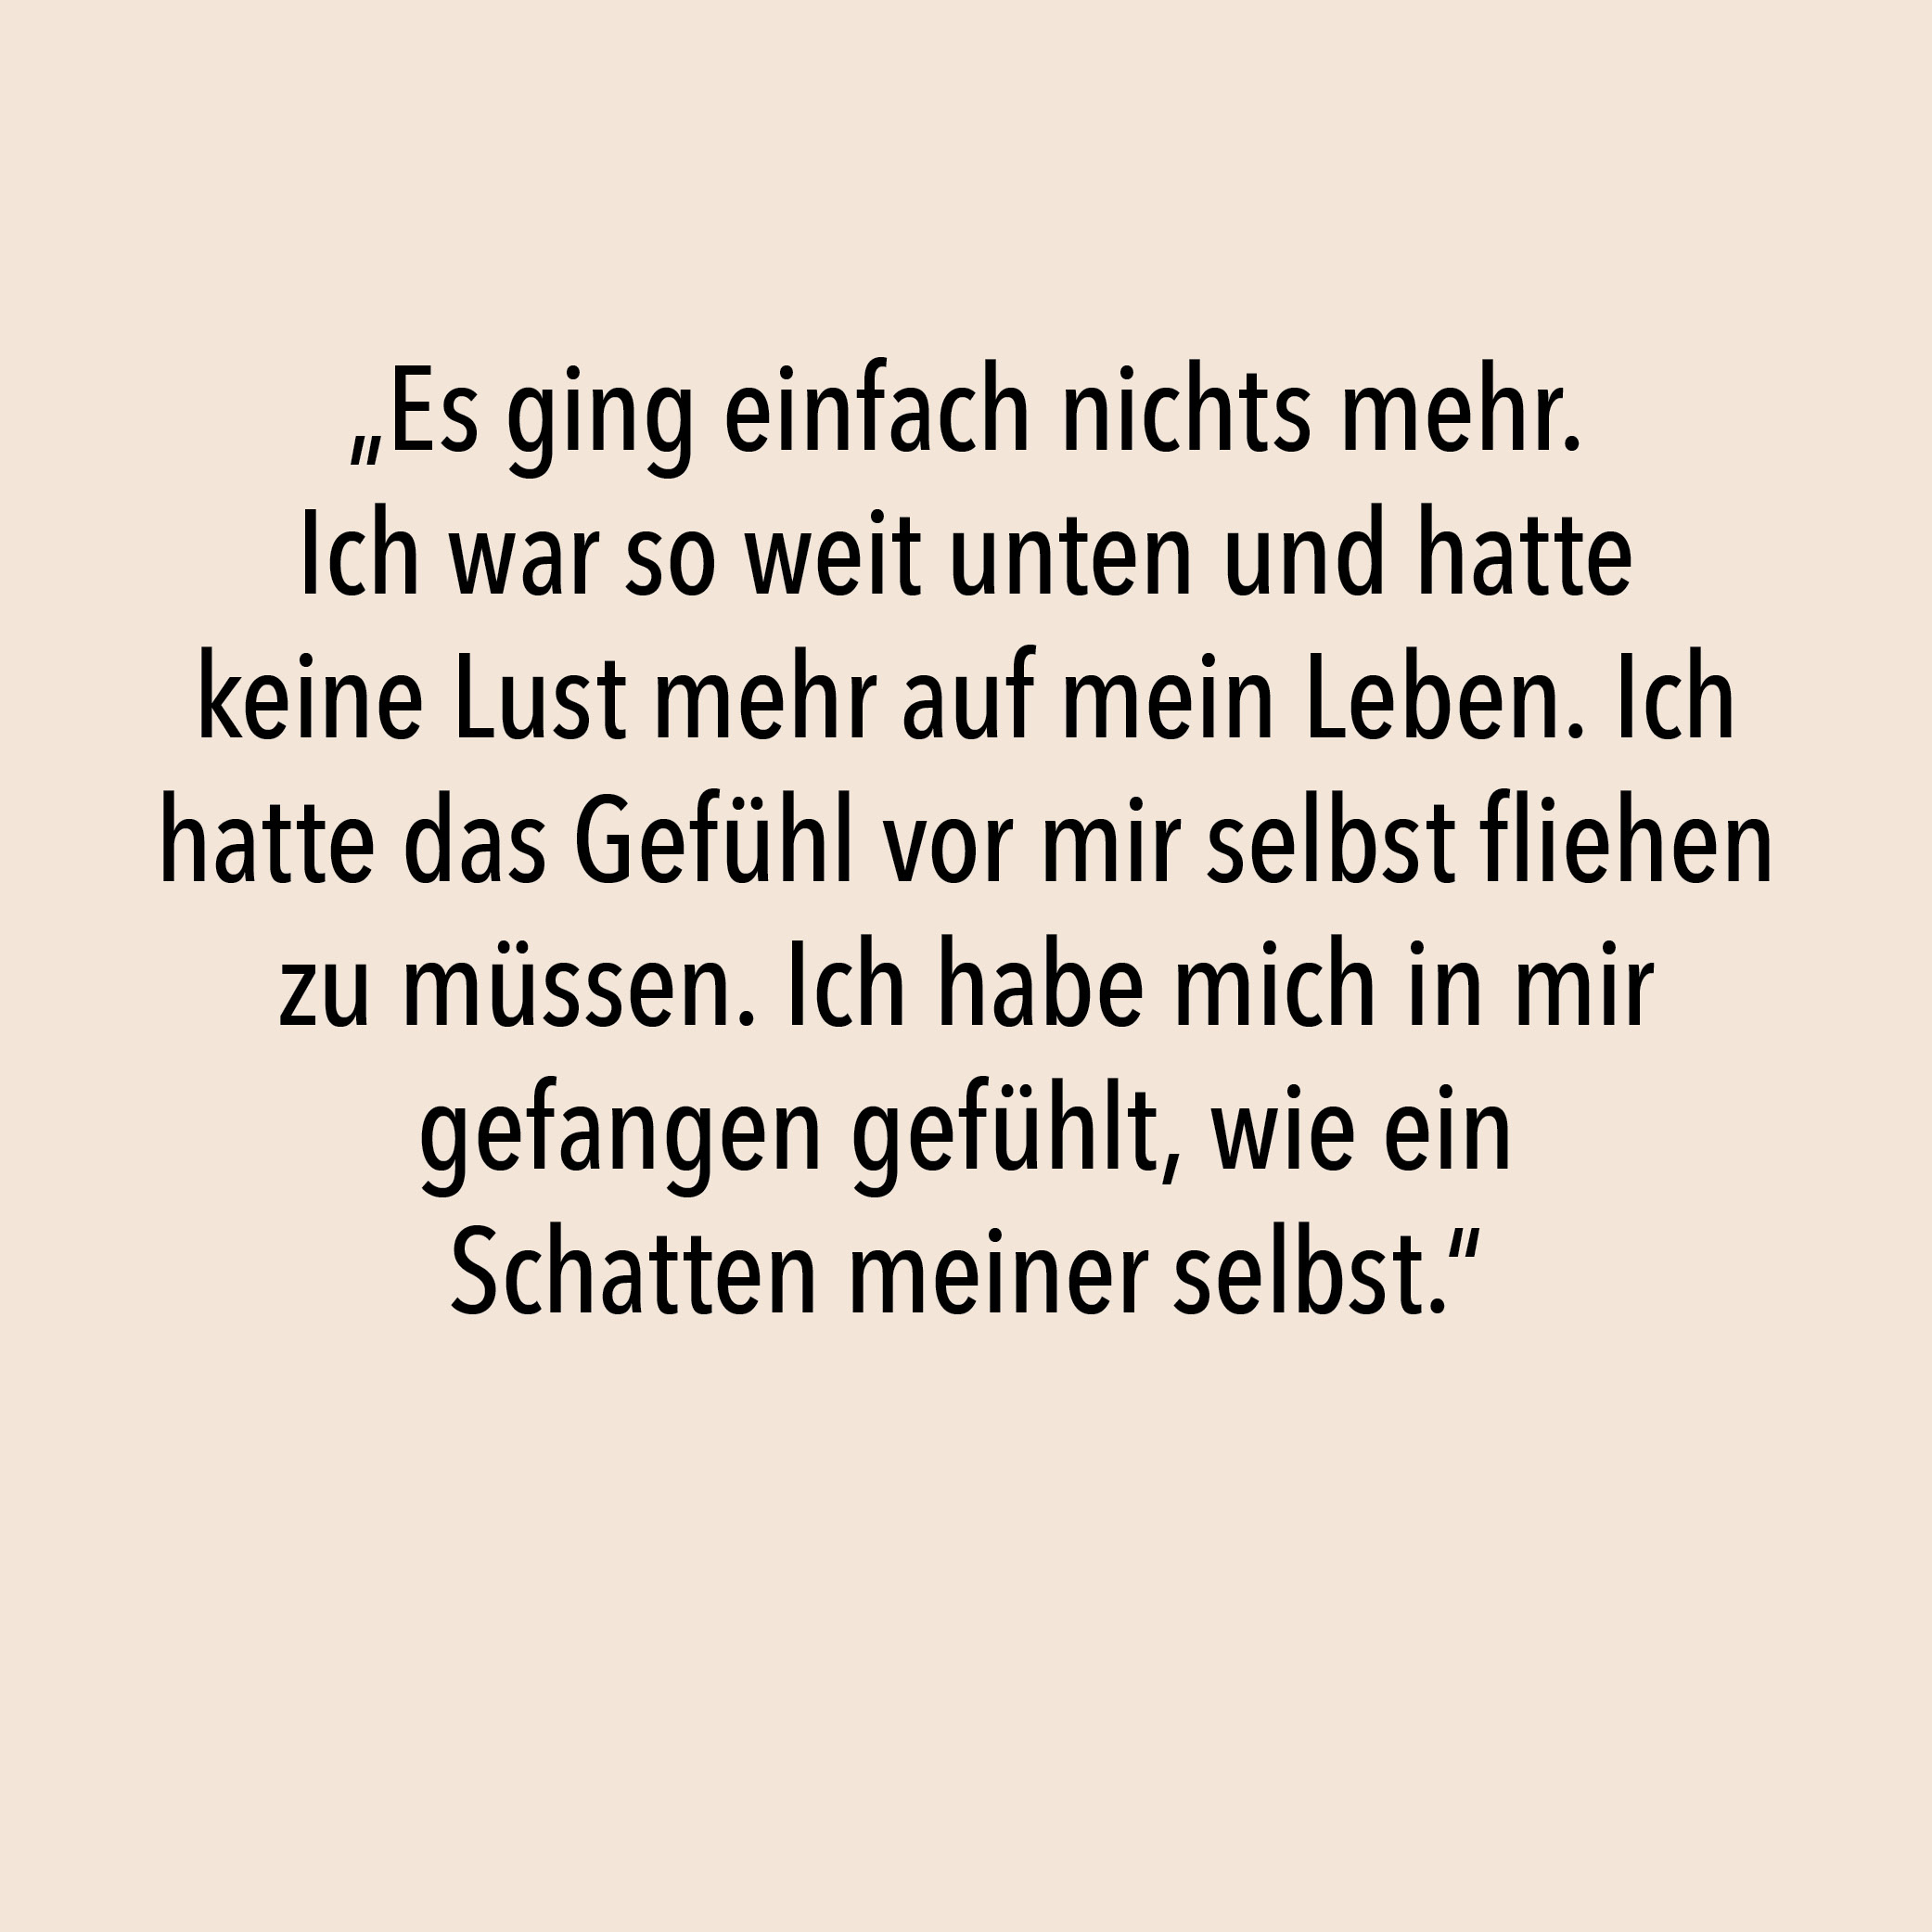 „Es ging einfach nichts mehr.
Ich war so weit unten und hatte
keine Lust mehr auf mein Leben. Ich
hatte das Gefühl vor mir selbst fliehen
zu müssen. Ich habe mich in mir
gefangen gefühlt, wie ein
Schatten meiner selbst.“